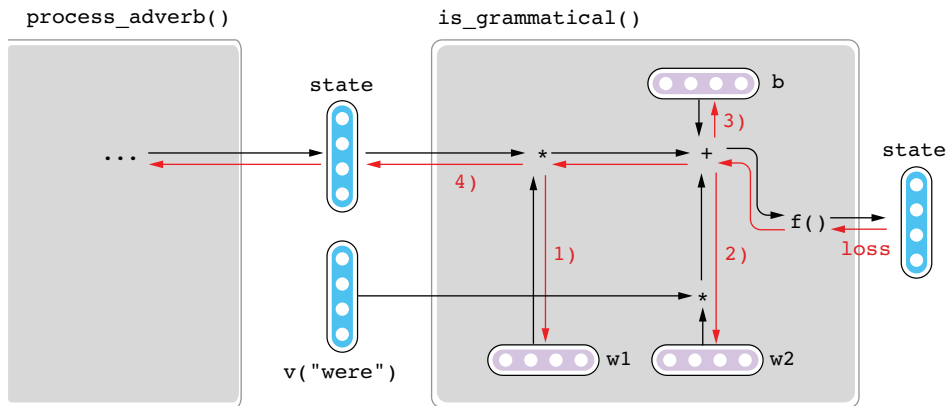 process_adverb()
is_grammatical()
state
b
3)
...
*
+
state
4)
f()
1)
2)
loss
*
w1
w2
v("were")